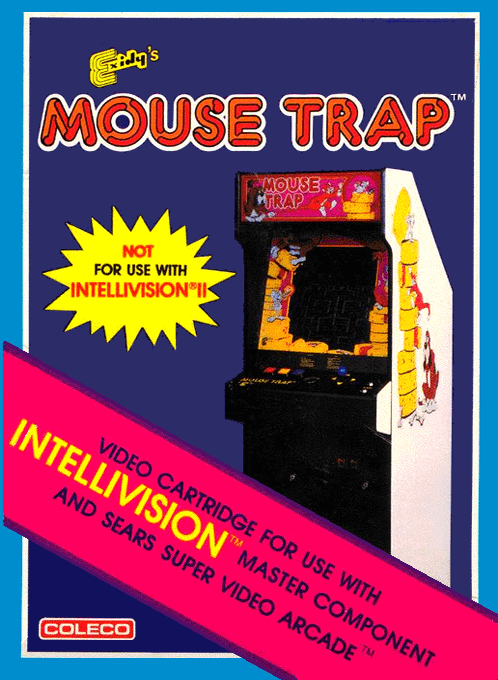 Exidy's
MOUSE TRAP™
MOUSE
TRAP
NOT
FOR USE WITH
INTELLIVISION®II
MOUSE TRAP
VIDEO CARTRIDGE FOR USE WITH
INTELLIVISION™ MASTER COMPONENT
AND SEARS SUPER VIDEO ARCADE™
COLECO